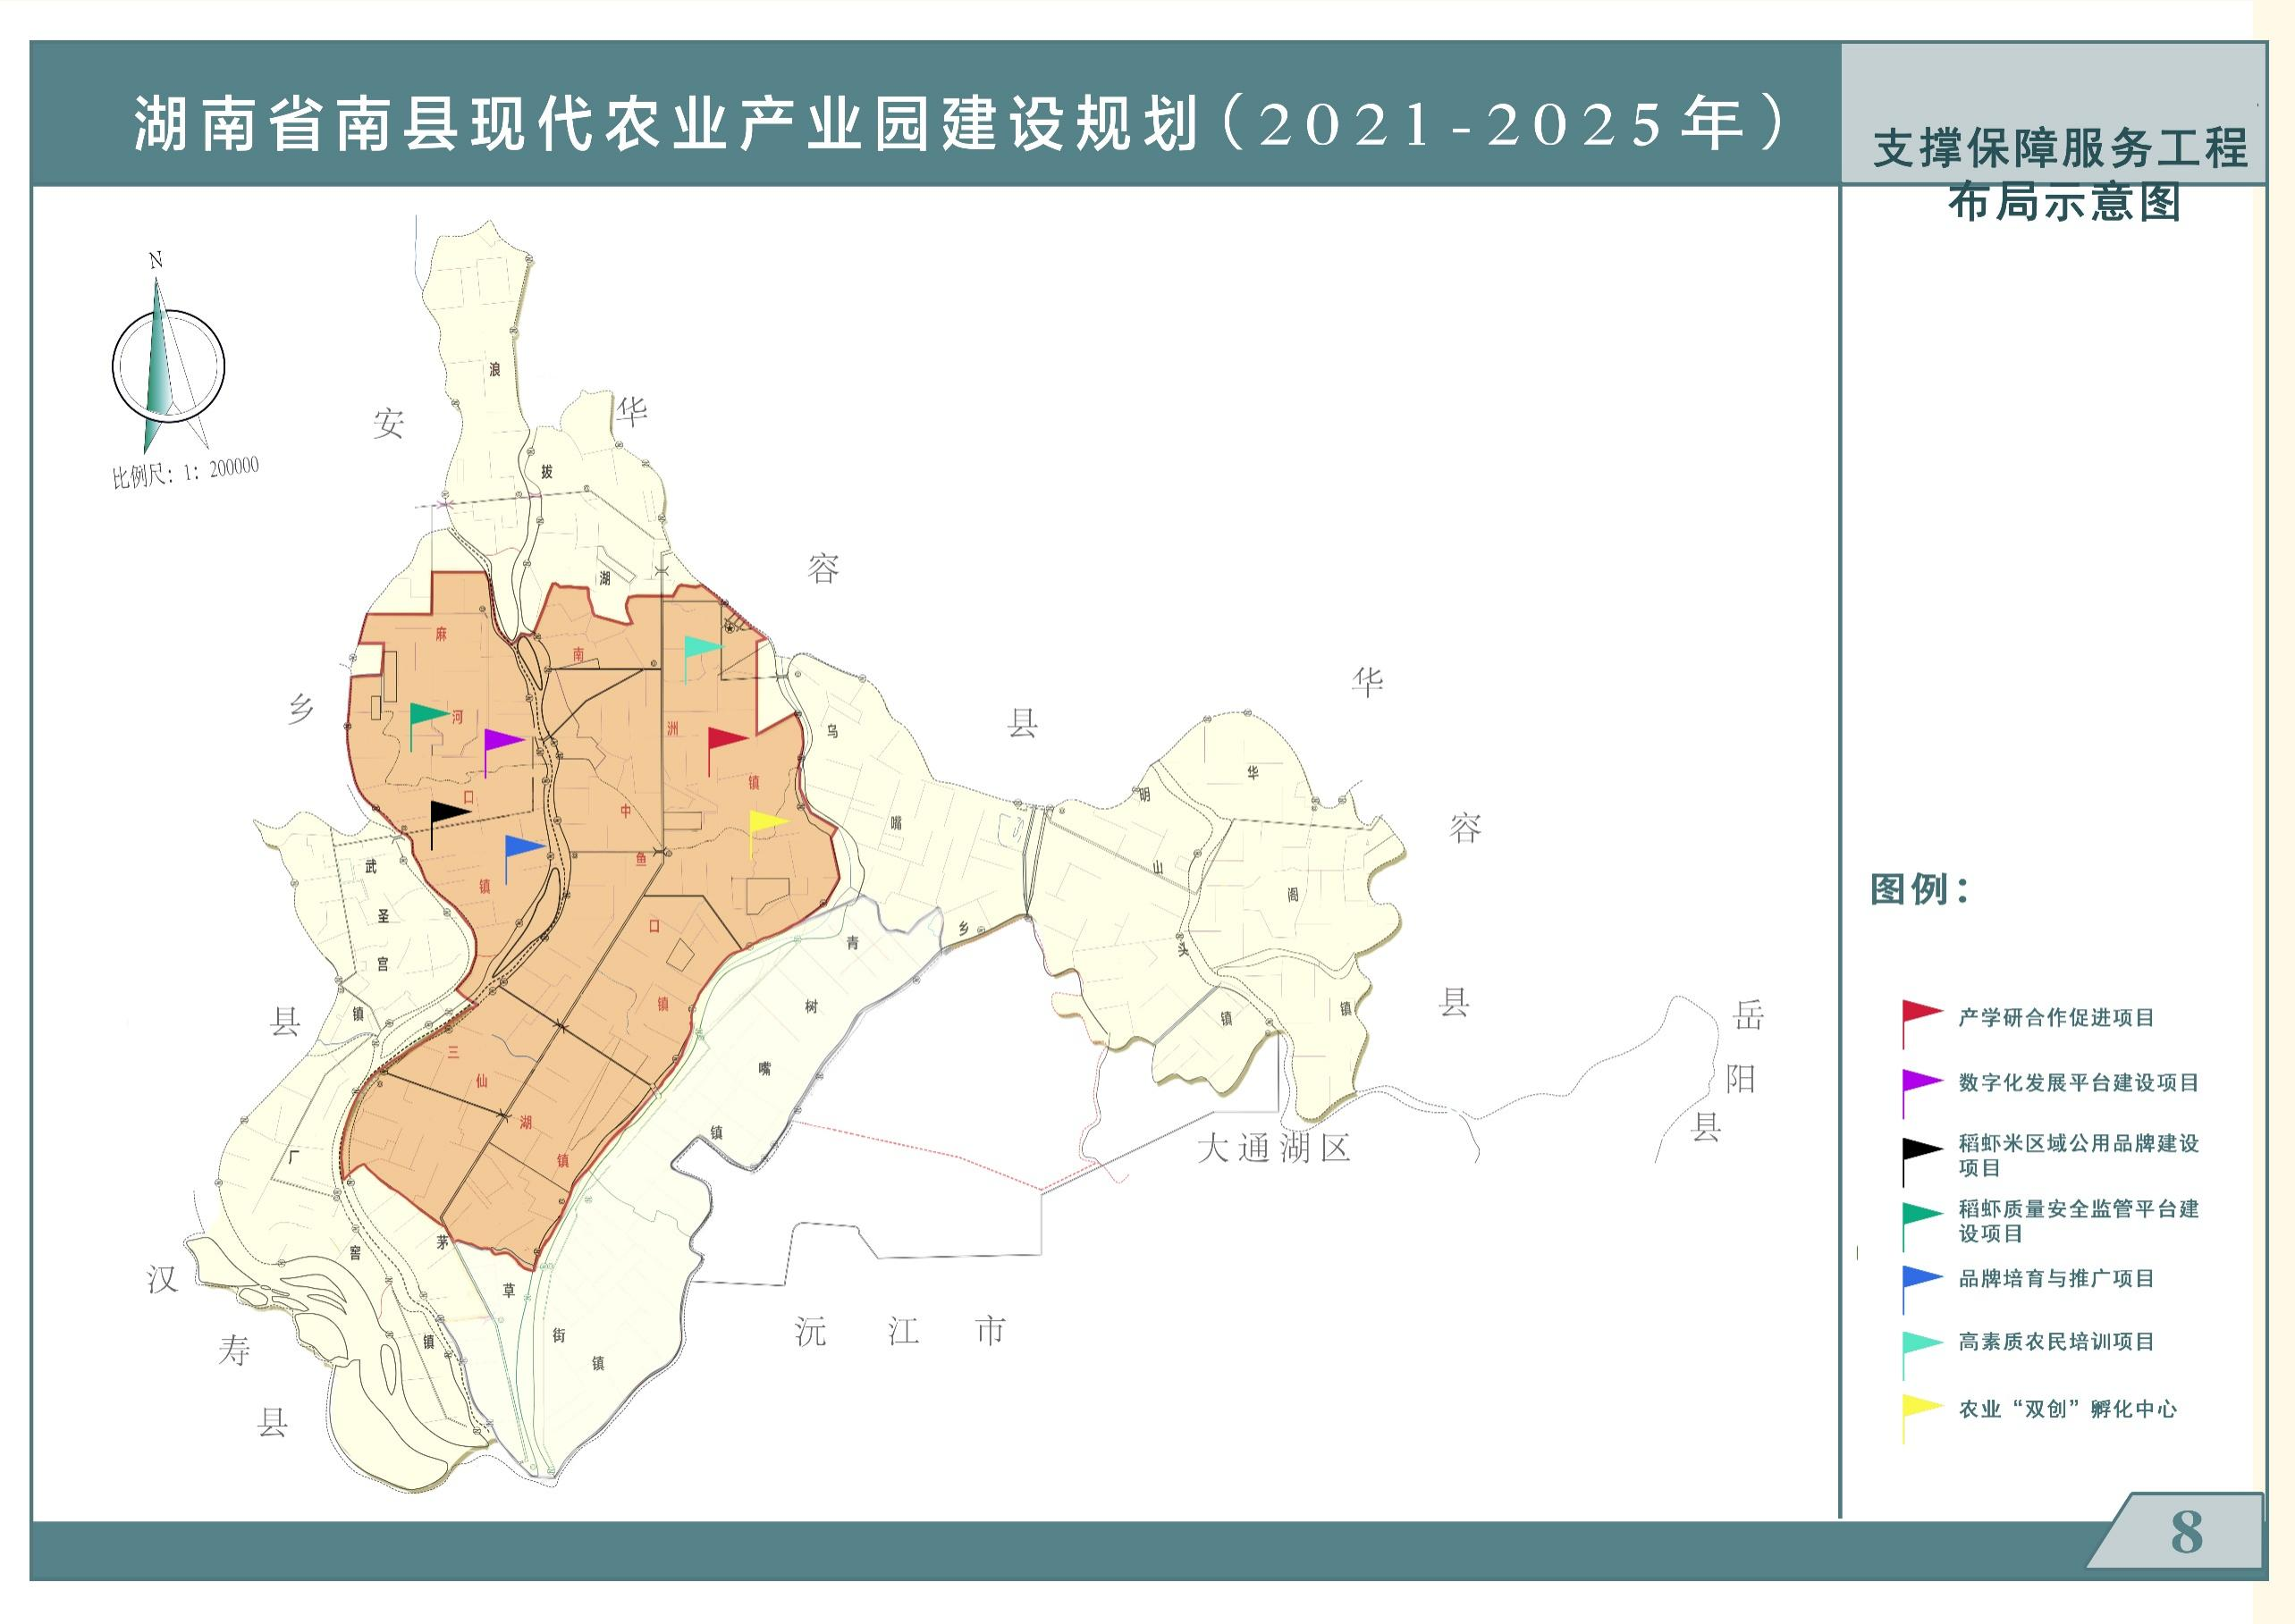 湖南省南县现代农业产业园建设规划(2021-2025年)
支撑保障服务工程
布局示意图
N
比例尺：1：200000
浪
安
华
拔
容
湖
麻
南
华
乡
河
洲
县
乌
华
镇
口
明
中
嘴
容
鱼
山
武
镇
阁
圣
口
乡
青
头
宫
县
镇
树
镇
岳
县
镇
镇
三
嘴
阳
仙
湖
镇
县
大通湖区
厂
镇
茅
窖
汉
草
沅江市
街
寿
镇
镇
县
图例：
产学研合作促进项目
数字化发展平台建设项目
稻虾米区域公用品牌建设
项目
稻虾质量安全监管平台建
设项目
品牌培育与推广项目
高素质农民培训项目
农业“双创”孵化中心
8